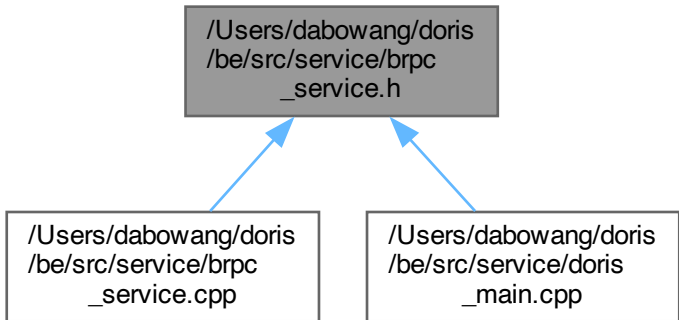 /Users/dabowang/doris
/be/src/service/brpc
_service.h
/Users/dabowang/doris
/be/src/service/brpc
_service.cpp
/Users/dabowang/doris
/be/src/service/doris
_main.cpp